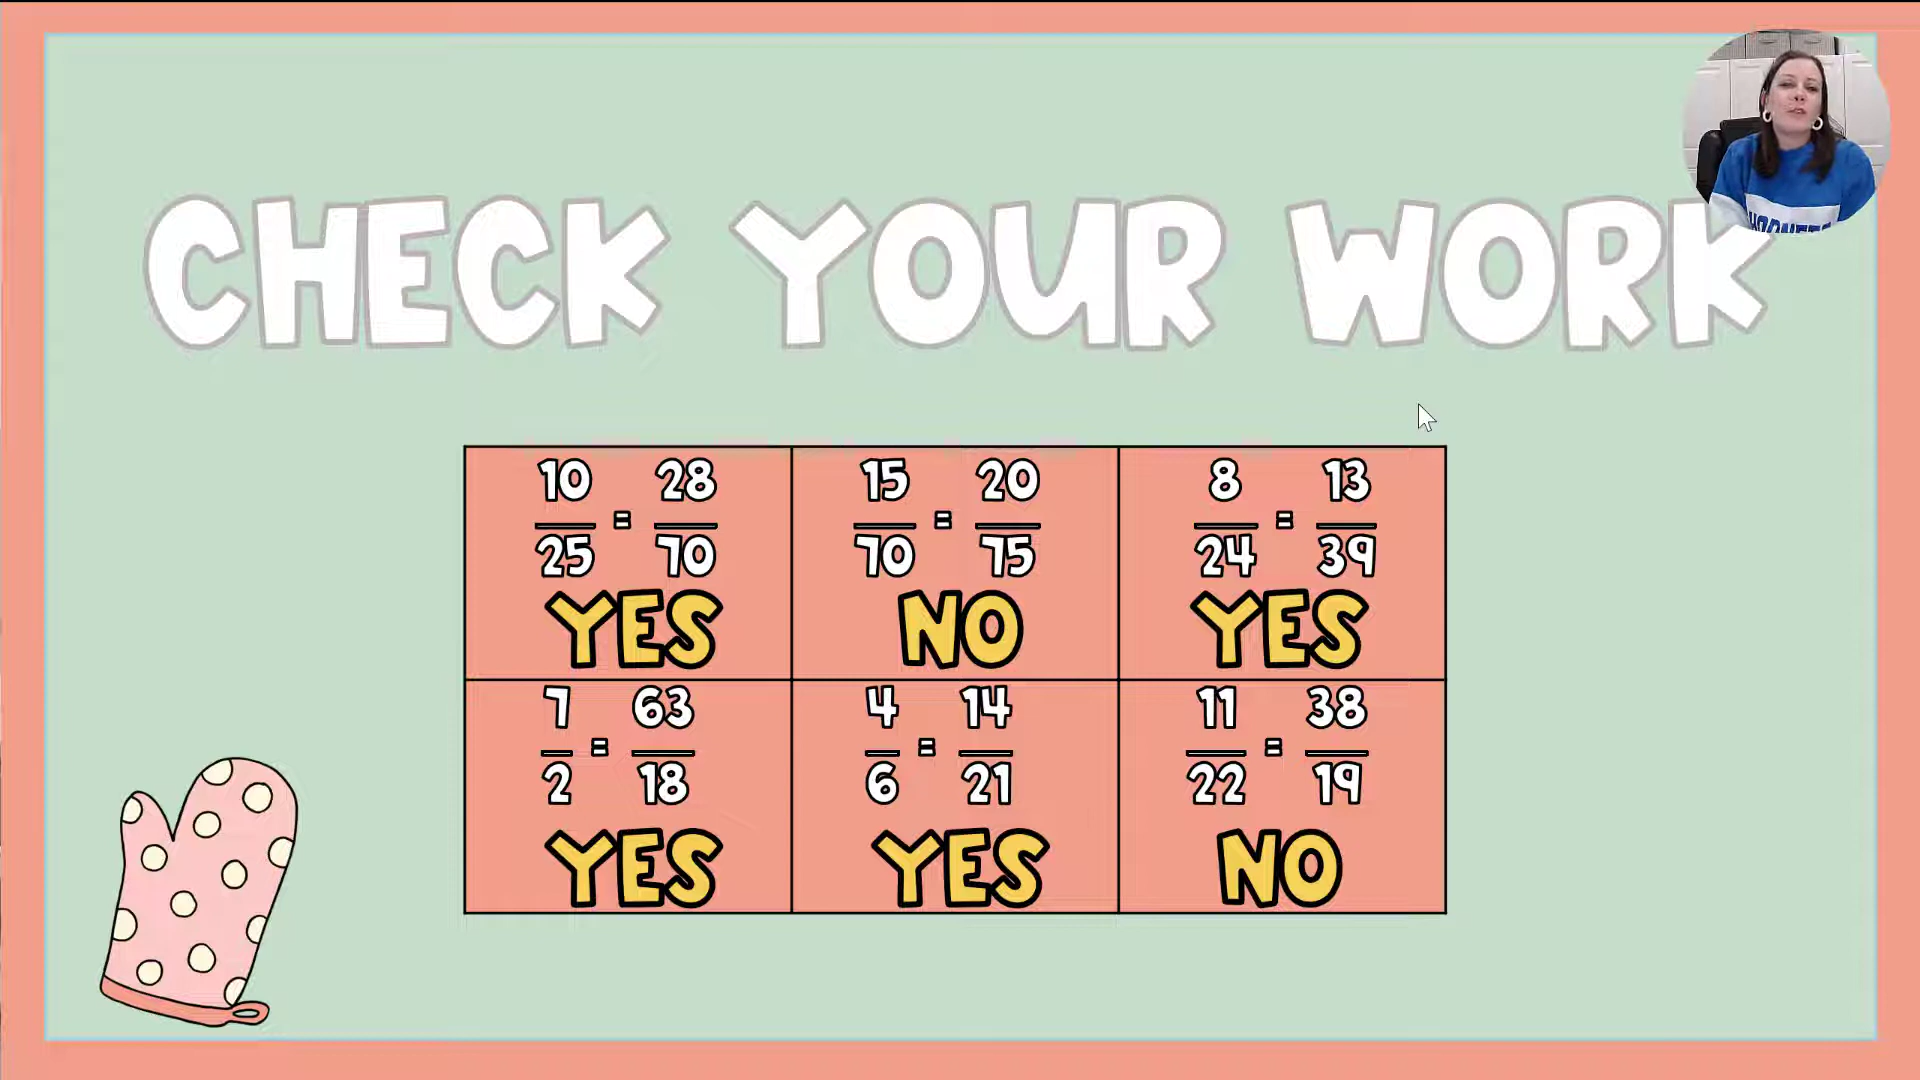 CHECK YOUR WORK
10/25 = 28/70
YES
15/70 = 20/75
NO
8/24 = 13/39
YES
7/2 = 63/18
YES
4/6 = 14/21
YES
11/22 = 38/19
NO